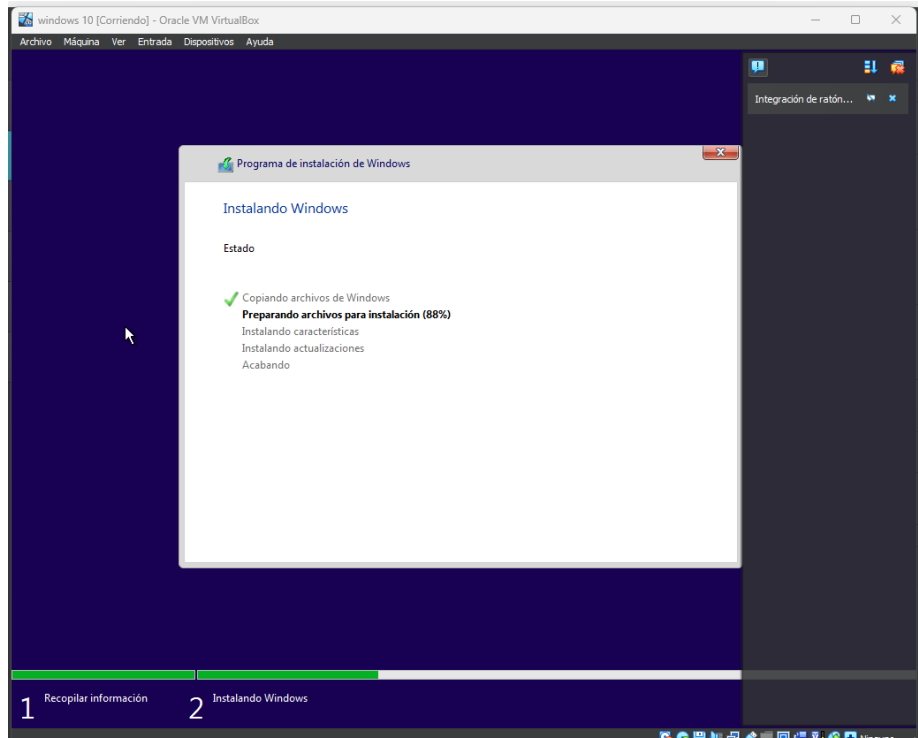 windows 10 [Corriendo] - Oracle VM VirtualBox
Archivo Máquina Ver Entrada Dispositivos Ayuda
Integración de ratón...
Programa de instalación de Windows
Instalando Windows
Estado
Copiando archivos de Windows
Preparando archivos para instalación (88%)
Instalando características
Instalando actualizaciones
Acabando
1 Recopilar información 2 Instalando Windows